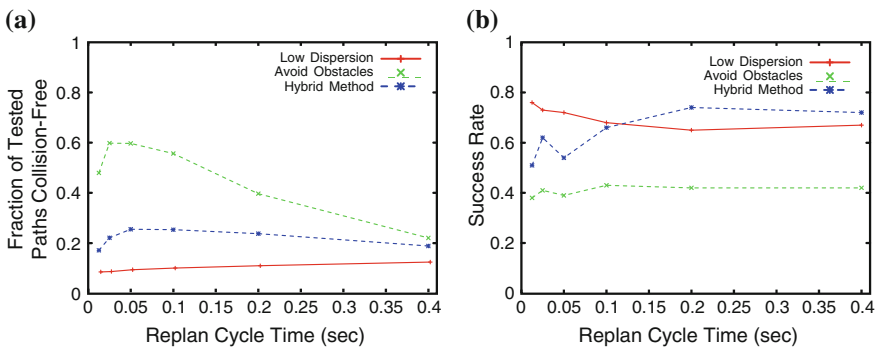 (a)
Fraction of Tested
Paths Collision-Free
1
0.8
0.6
0.4
0.2
0
Low Dispersion
Avoid Obstacles
Hybrid Method
0 0.05 0.1 0.15 0.2 0.25 0.3 0.35 0.4
Replan Cycle Time (sec)
(b)
Success Rate
1
0.8
0.6
0.4
0.2
0
Low Dispersion
Avoid Obstacles
Hybrid Method
0 0.05 0.1 0.15 0.2 0.25 0.3 0.35 0.4
Replan Cycle Time (sec)